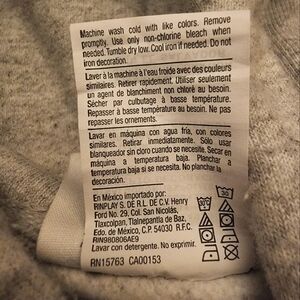 Machine wash cold with like colors. Remove
promptly. Use only non-chlorine bleach when
needed. Tumble dry low. Cool iron if needed. Do not
iron decoration.
Laver à la machine à l'eau froide avec des couleurs
similaires. Retirer rapidement. Utiliser seulement
un agent de blanchiment non chloré au besoin.
Sécher par culbutage à basse température.
Repasser à basse température au besoin. Ne pas
repasser les ornements.
Lavar en máquina con agua fría, con colores
similares. Retirar inmediatamente. Sólo usar
blanqueador sin cloro cuando se necesita. Secar en
máquina a temperatura baja. Planchar a
temperatura baja si se necesita. No planchar la
decoración.
En México importado por:
RINPLAY S. DE R.L. DE C.V. Henry
Ford No. 29, Col. San Nicolás,
Tlaxcolpan, Tlalnepantla de Baz,
Edo. de México, C.P. 54030 R.F.C.
RIN980806AE9
Lavar con detergente. No exprimir.
RN15763 CA00153